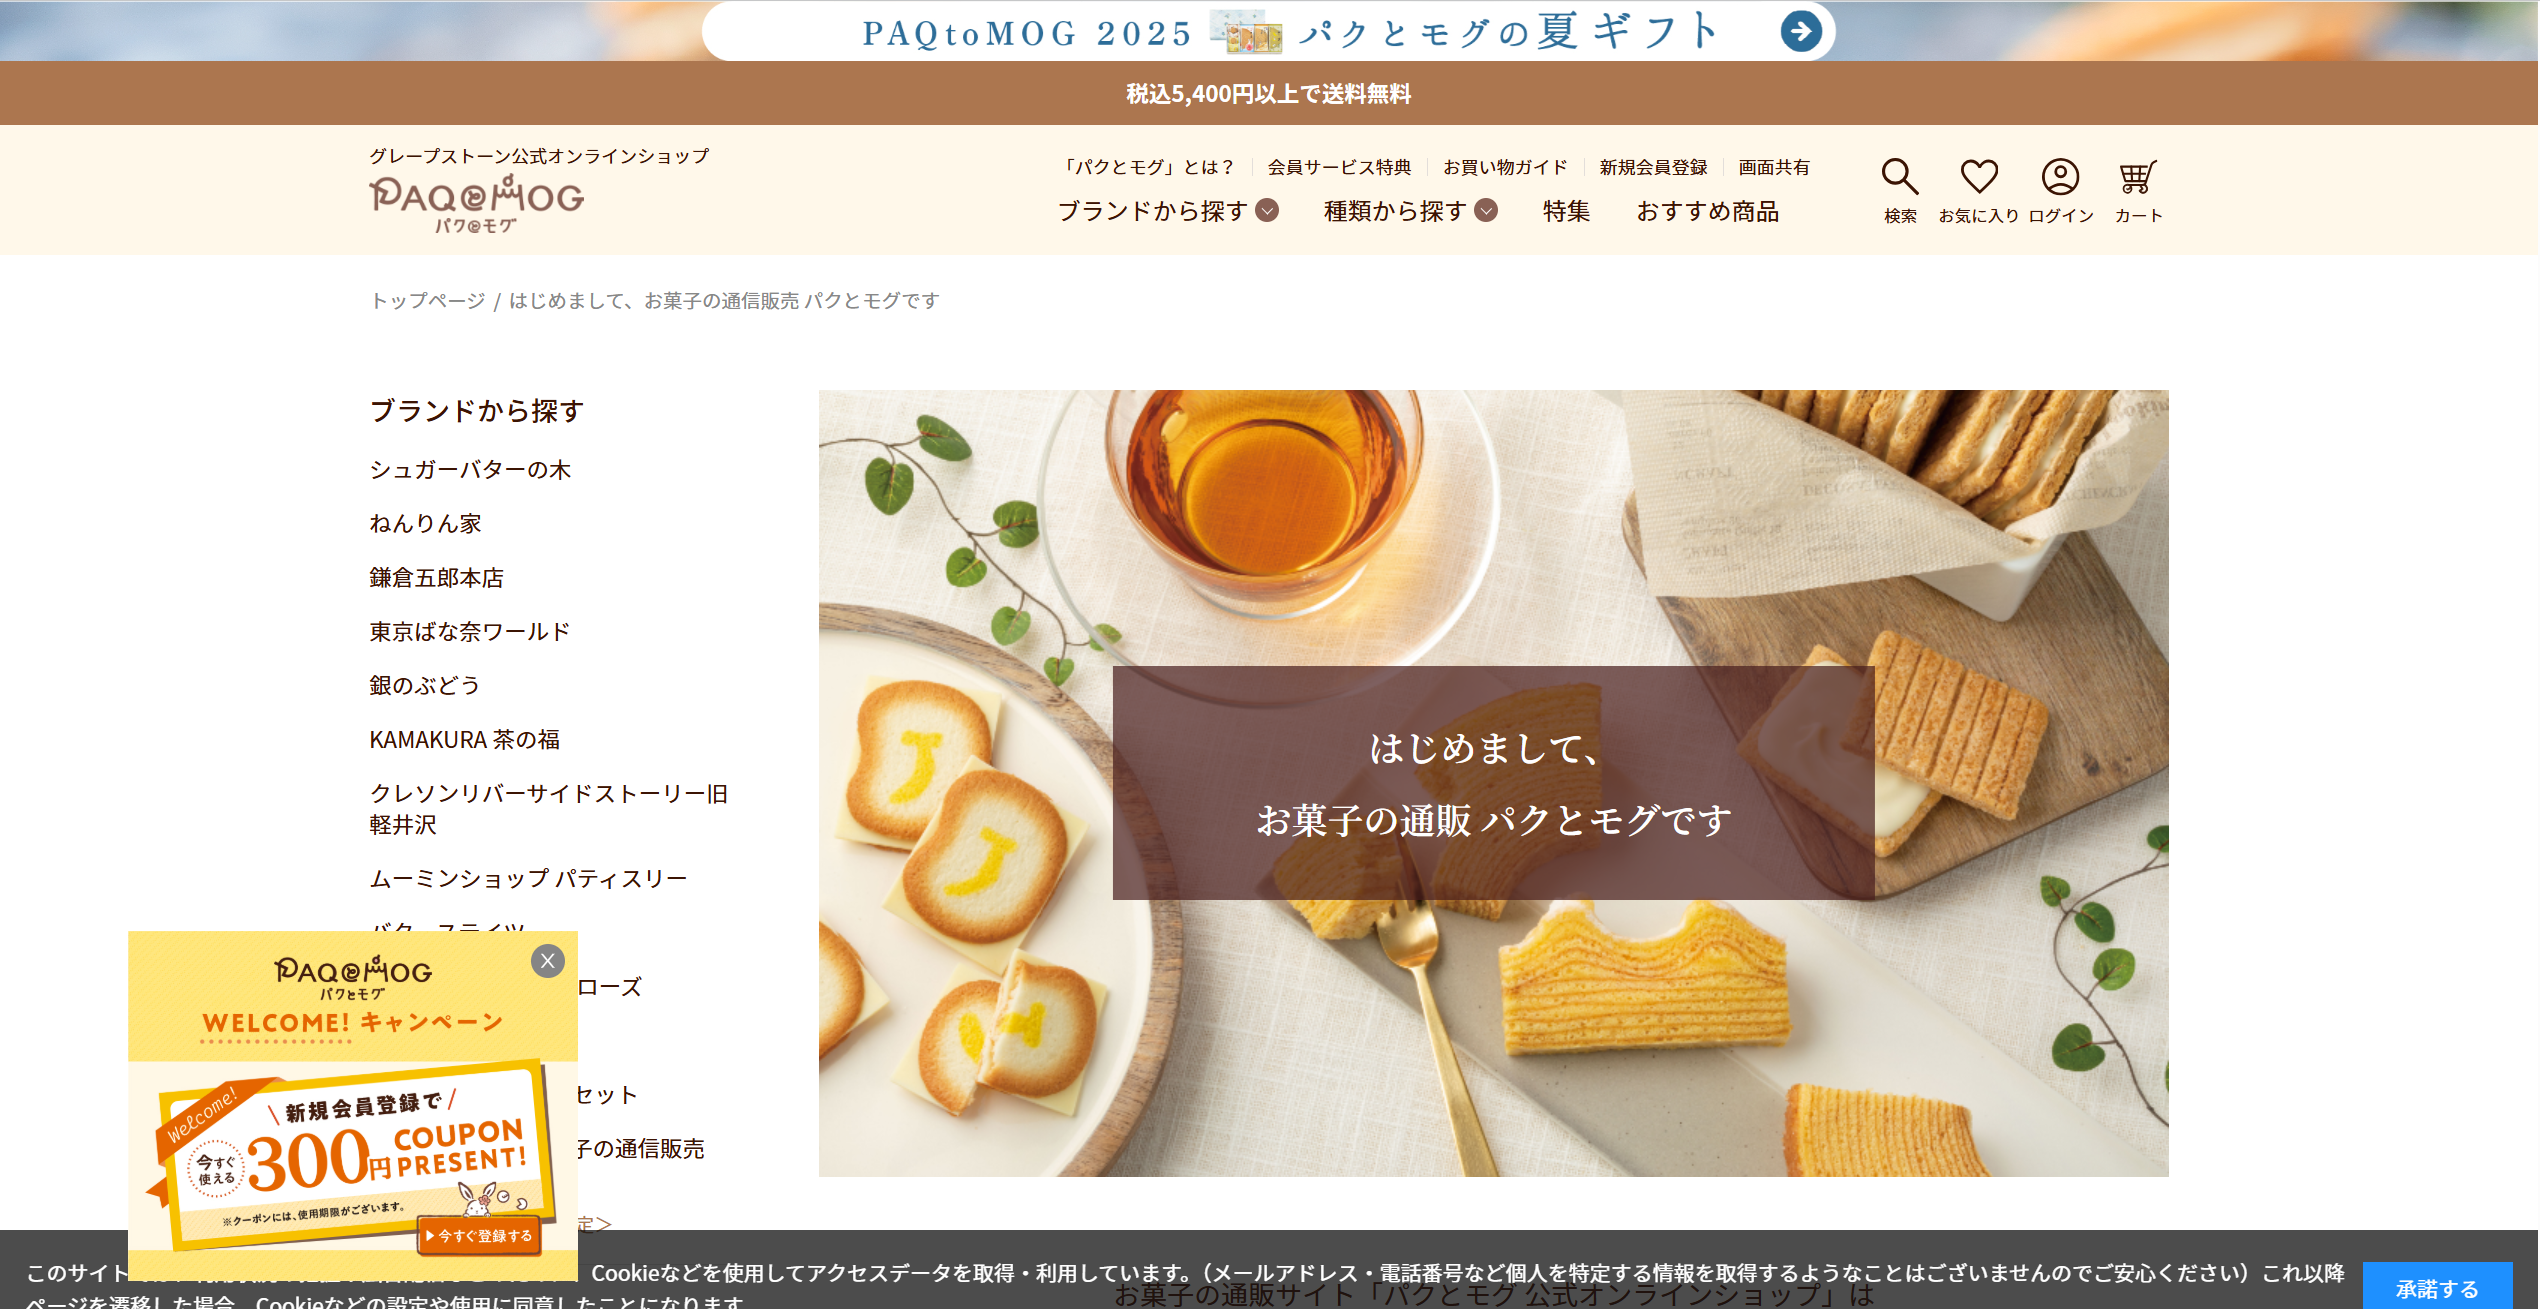 PAQtoMOG 2025 パクとモグの夏ギフト
税込5,400円以上で送料無料
グレープストーン公式オンラインショップ
PAQとMOG
パクとモグ
「パクとモグ」とは？ 会員サービス特典 お買い物ガイド 新規会員登録 画面共有
ブランドから探す 種類から探す 特集 おすすめ商品
検索 お気に入り ログイン カート
トップページ / はじめまして、お菓子の通信販売 パクとモグです
ブランドから探す
シュガーバターの木
ねんりん家
鎌倉五郎本店
東京ばな奈ワールド
銀のぶどう
KAMAKURA 茶の福
クレソンリバーサイドストーリー旧
軽井沢
ムーミンショップ パティスリー
バターステイツ
ローズ
セット
子の通信販売
定＞
はじめまして、
お菓子の通販 パクとモグです
X
PAQとMOG
パクとモグ
WELCOME! キャンペーン
Welcome!
新規会員登録で
今すぐ
使える
300円
COUPON
PRESENT!
※クーポンには、使用期限がございます。
今すぐ登録する
お菓子の通販サイト「パクとモグ 公式オンラインショップ」は
このサイト
Cookieなどを使用してアクセスデータを取得・利用しています。（メールアドレス・電話番号など個人を特定する情報を取得するようなことはございませんのでご安心ください）これ以降
ページを遷移した場合、Cookieなどの設定や使用に同意したことになります
承諾する